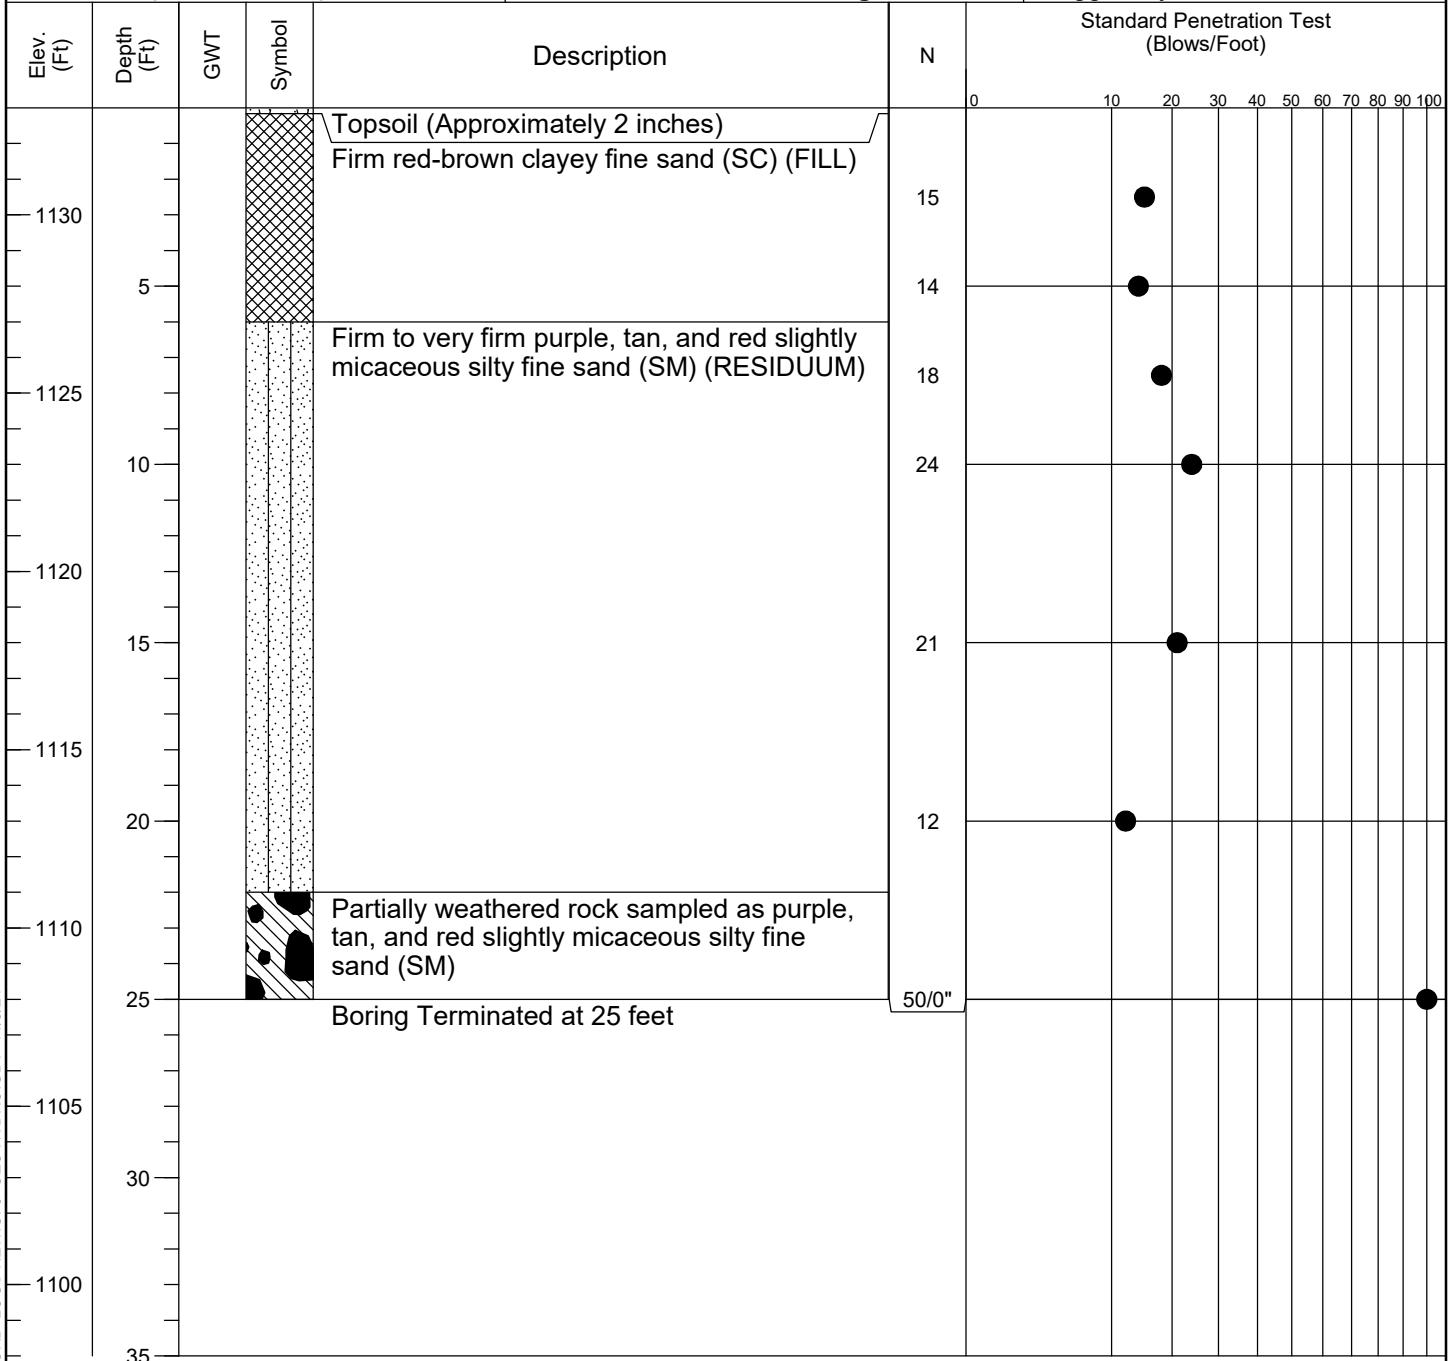 Elev.
(Ft)
Depth
(Ft)
GWT
Symbol
Description
N
Standard Penetration Test
(Blows/Foot)
0 10 20 30 40 50 60 70 80 90 100
Topsoil (Approximately 2 inches)
Firm red-brown clayey fine sand (SC) (FILL)
15
1130
5 14
Firm to very firm purple, tan, and red slightly
micaceous silty fine sand (SM) (RESIDUUM)
18
1125
10 24
1120
15 21
1115
20 12
Partially weathered rock sampled as purple,
tan, and red slightly micaceous silty fine
sand (SM)
1110
25 50/0"
Boring Terminated at 25 feet
1105
30
1100
35